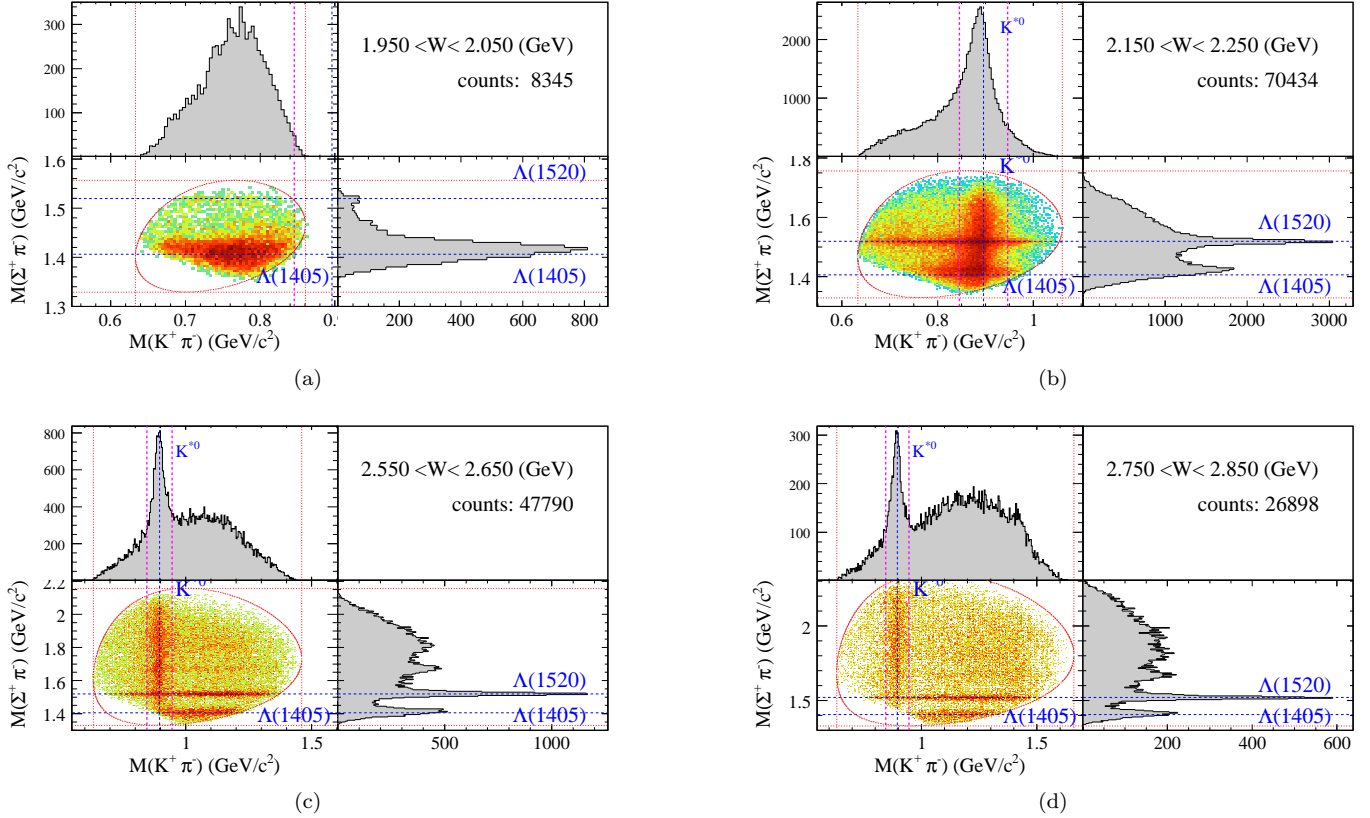 300
200
100
1.950 <W< 2.050 (GeV)
counts: 8345
M(Σ⁺ π⁻) (GeV/c²)
1.6
1.5
1.4
1.3
Λ(1520)
Λ(1405)
Λ(1405)
0.6 0.7 0.8 0.
200 400 600 800
M(K⁺ π⁻) (GeV/c²)
(a)
2000
1000
K*⁰
2.150 <W< 2.250 (GeV)
counts: 70434
M(Σ⁺ π⁻) (GeV/c²)
1.8
1.6
1.4
K*⁰
Λ(1520)
Λ(1405)
Λ(1405)
0.6 0.8 1
1000 2000 3000
M(K⁺ π⁻) (GeV/c²)
(b)
800
600
400
200
0
K*⁰
2.550 <W< 2.650 (GeV)
counts: 47790
M(Σ⁺ π⁻) (GeV/c²)
2.2
2
1.8
1.6
1.4
K*⁰
Λ(1520)
Λ(1405)
Λ(1405)
1 1.5
500 1000
M(K⁺ π⁻) (GeV/c²)
(c)
300
200
100
K*⁰
2.750 <W< 2.850 (GeV)
counts: 26898
M(Σ⁺ π⁻) (GeV/c²)
2
1.5
K*⁰
Λ(1520)
Λ(1405)
Λ(1405)
1 1.5
200 400 600
M(K⁺ π⁻) (GeV/c²)
(d)